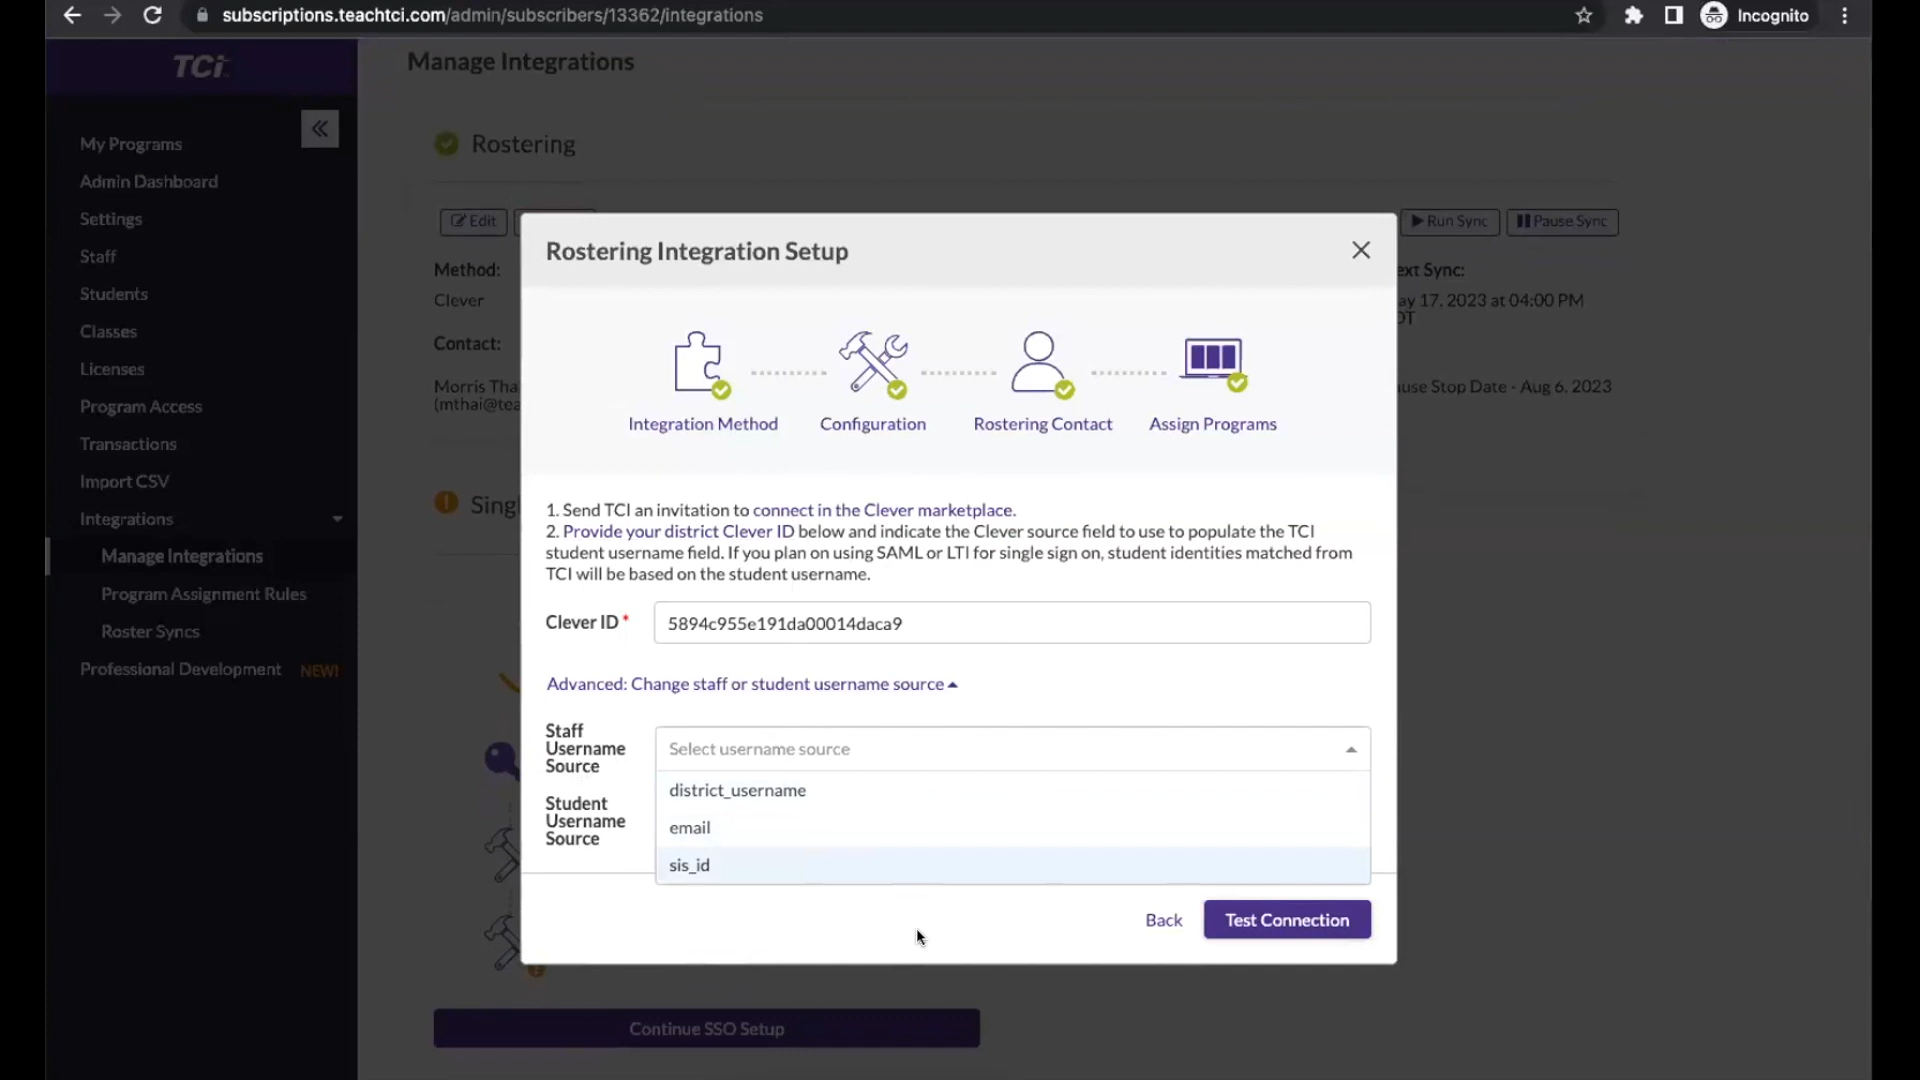 subscriptions.teachtci.com/admin/subscribers/13362/integrations
Incognito
TCi
Manage Integrations
My Programs
Admin Dashboard
Settings
Staff
Students
Classes
Licenses
Program Access
Transactions
Import CSV
Integrations
Manage Integrations
Program Assignment Rules
Roster Syncs
Professional Development NEW!
Rostering
Edit
Run Sync
Pause Sync
Method:
Clever
Contact:
Morris Tha
(mthai@tea
ext Sync:
ay 17, 2023 at 04:00 PM
DT
use Stop Date - Aug 6, 2023
Singl
Rostering Integration Setup
Integration Method
Configuration
Rostering Contact
Assign Programs
1. Send TCI an invitation to connect in the Clever marketplace.
2. Provide your district Clever ID below and indicate the Clever source field to use to populate the TCI
student username field. If you plan on using SAML or LTI for single sign on, student identities matched from
TCI will be based on the student username.
Clever ID *
5894c955e191da00014daca9
Advanced: Change staff or student username source
Staff
Username
Source
Select username source
district_username
email
sis_id
Student
Username
Source
Back
Test Connection
Continue SSO Setup